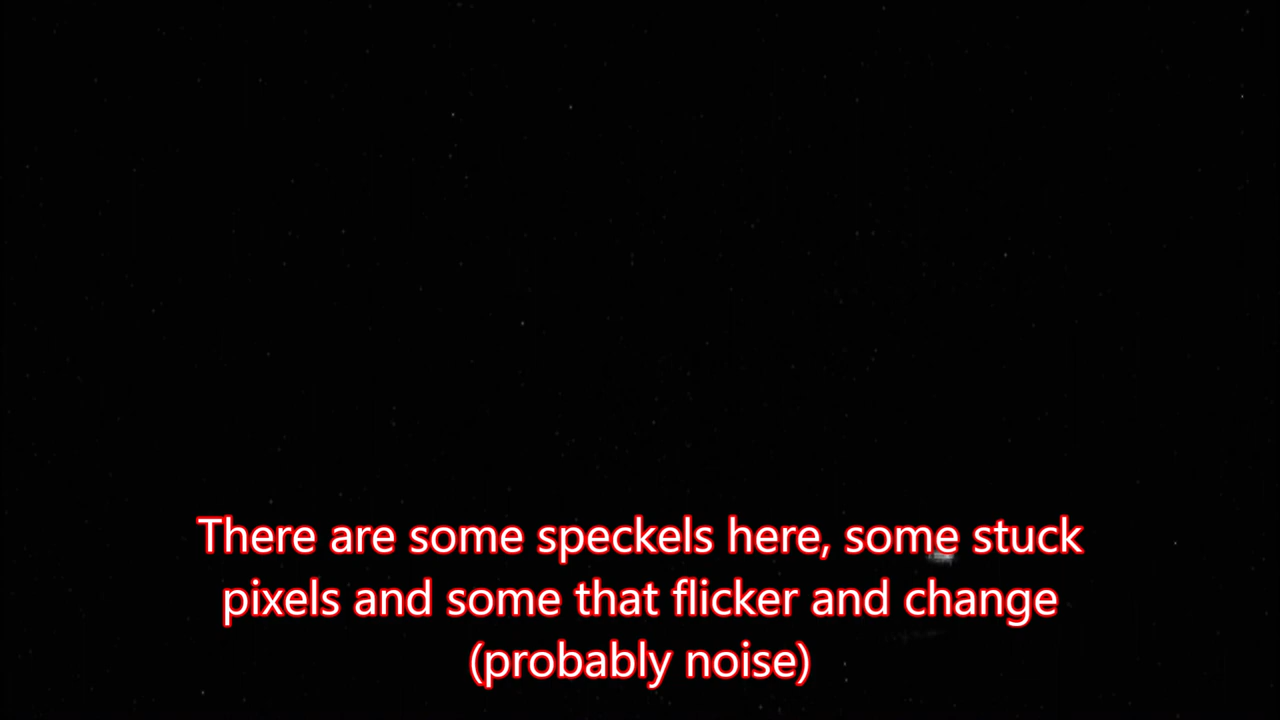 There are some speckels here, some stuck
pixels and some that flicker and change
(probably noise)